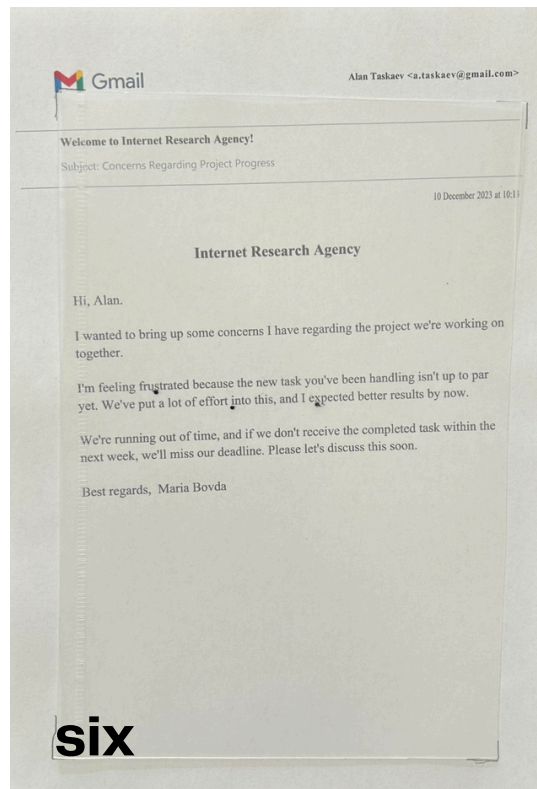 Gmail
Alan Taskaev <a.taskaev@gmail.com>
Welcome to Internet Research Agency!
Subject: Concerns Regarding Project Progress
10 December 2023 at 10:11
Internet Research Agency
Hi, Alan.
I wanted to bring up some concerns I have regarding the project we're working on
together.
I'm feeling frustrated because the new task you've been handling isn't up to par
yet. We've put a lot of effort into this, and I expected better results by now.
We're running out of time, and if we don't receive the completed task within the
next week, we'll miss our deadline. Please let's discuss this soon.
Best regards, Maria Bovda
six